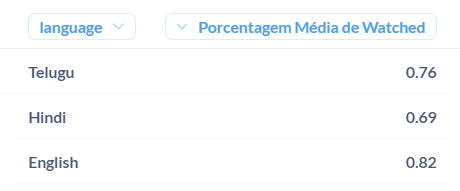 language Porcentagem Média de Watched
Telugu 0.76
Hindi 0.69
English 0.82